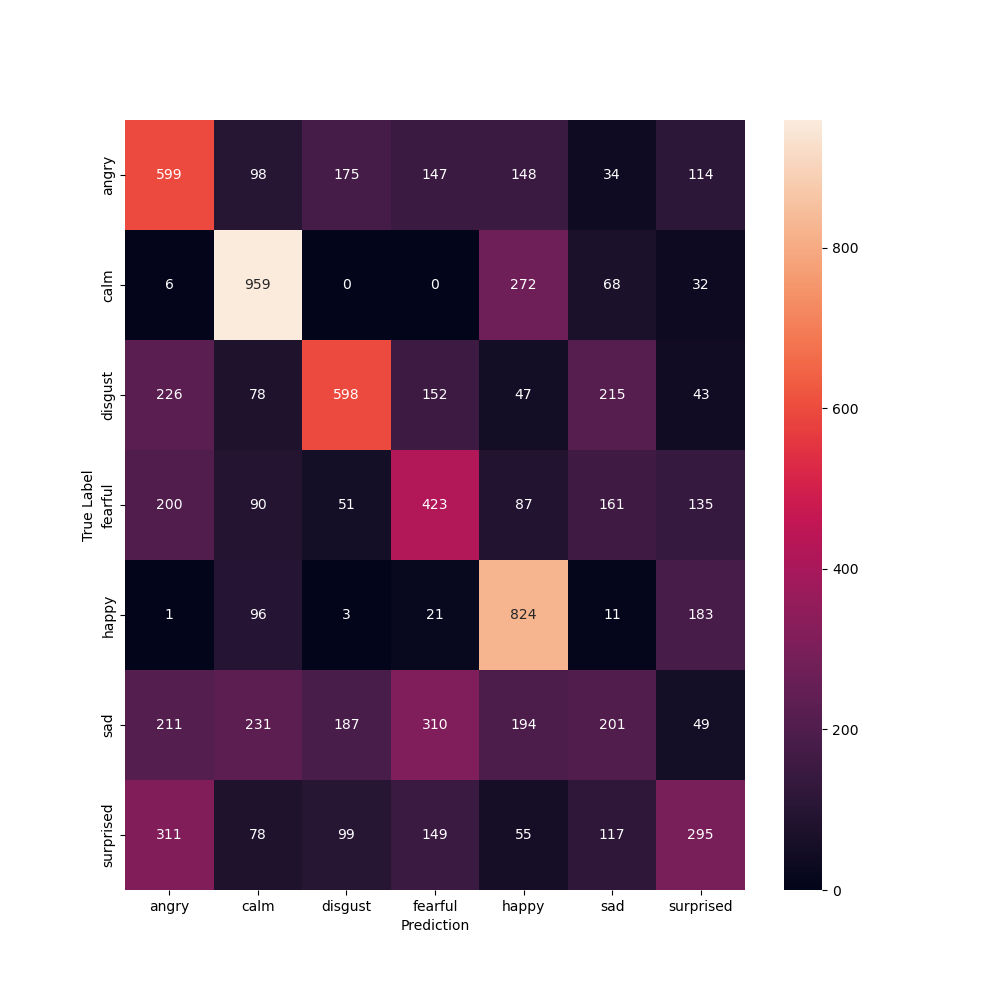 angry 599 98 175 147 148 34 114
calm 6 959 0 0 272 68 32
disgust 226 78 598 152 47 215 43
fearful 200 90 51 423 87 161 135
happy 1 96 3 21 824 11 183
sad 211 231 187 310 194 201 49
surprised 311 78 99 149 55 117 295
True Label
angry calm disgust fearful happy sad surprised
Prediction
800
600
400
200
0